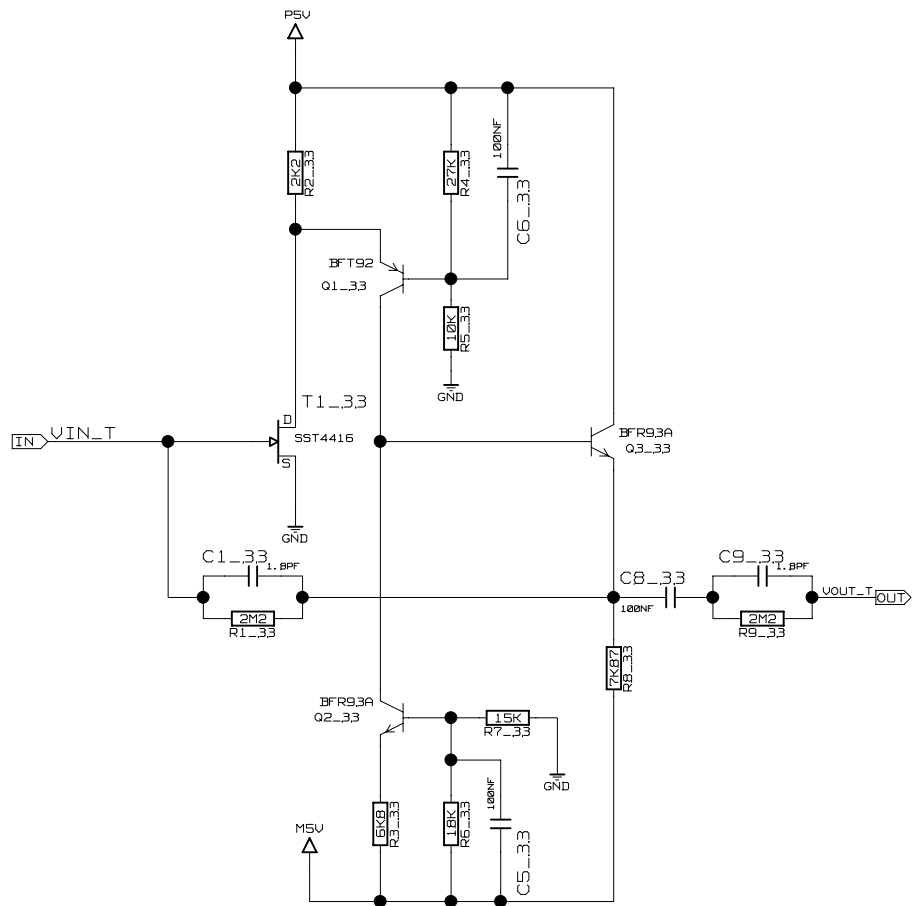 P5V
2K2
R2_33
27K
R4_33
100NF
C6_33
BFT92
Q1_33
10K
R5_33
GND
T1_33
D
SST4416
S
IN
VIN_T
GND
BFR93A
Q3_33
C1_33
1.8PF
2M2
R1_33
C8_33
100NF
C9_33
1.8PF
2M2
R9_33
VOUT_T
OUT
7K87
R8_33
BFR93A
Q2_33
15K
R7_33
GND
6K8
R3_33
18K
R6_33
100NF
C5_33
M5V